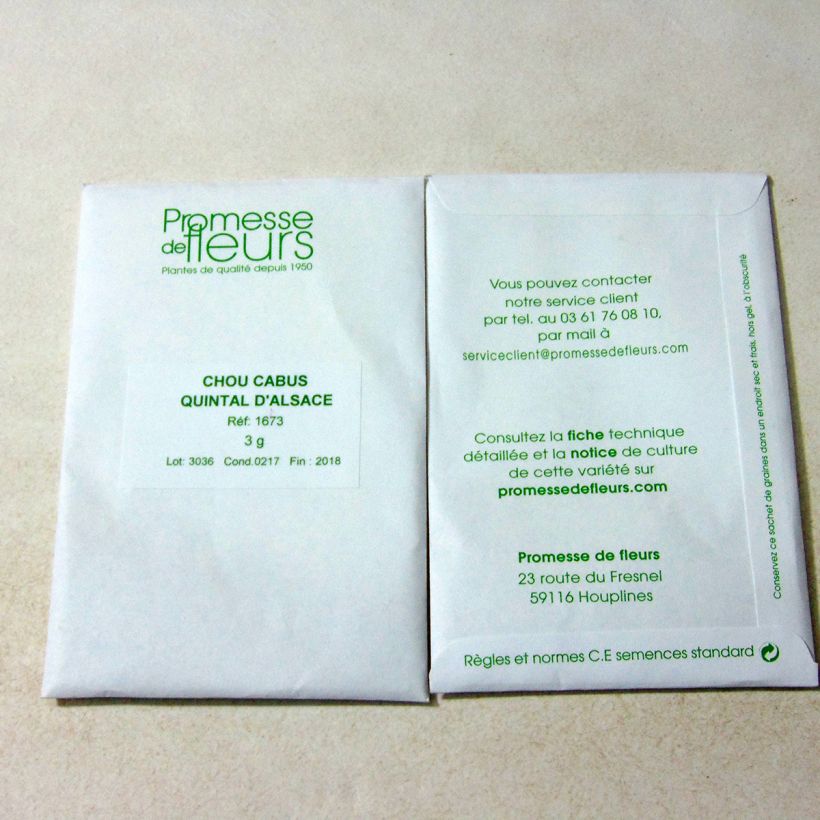 Promesse
de fleurs
Plantes de qualité depuis 1950
CHOU CABUS
QUINTAL D'ALSACE
Réf: 1673
3 g
Lot: 3036 Cond.0217 Fin : 2018
Vous pouvez contacter
notre service client
par tel. au 03 61 76 08 10,
par mail à
serviceclient@promessedefleurs.com
Consultez la fiche technique
détaillée et la notice de culture
de cette variété sur
promessedefleurs.com
Promesse de fleurs
23 route du Fresnel
59116 Houplines
Règles et normes C.E semences standard
Conservez ce sachet de graines dans un endroit sec et frais, hors gel, à l'obscurité